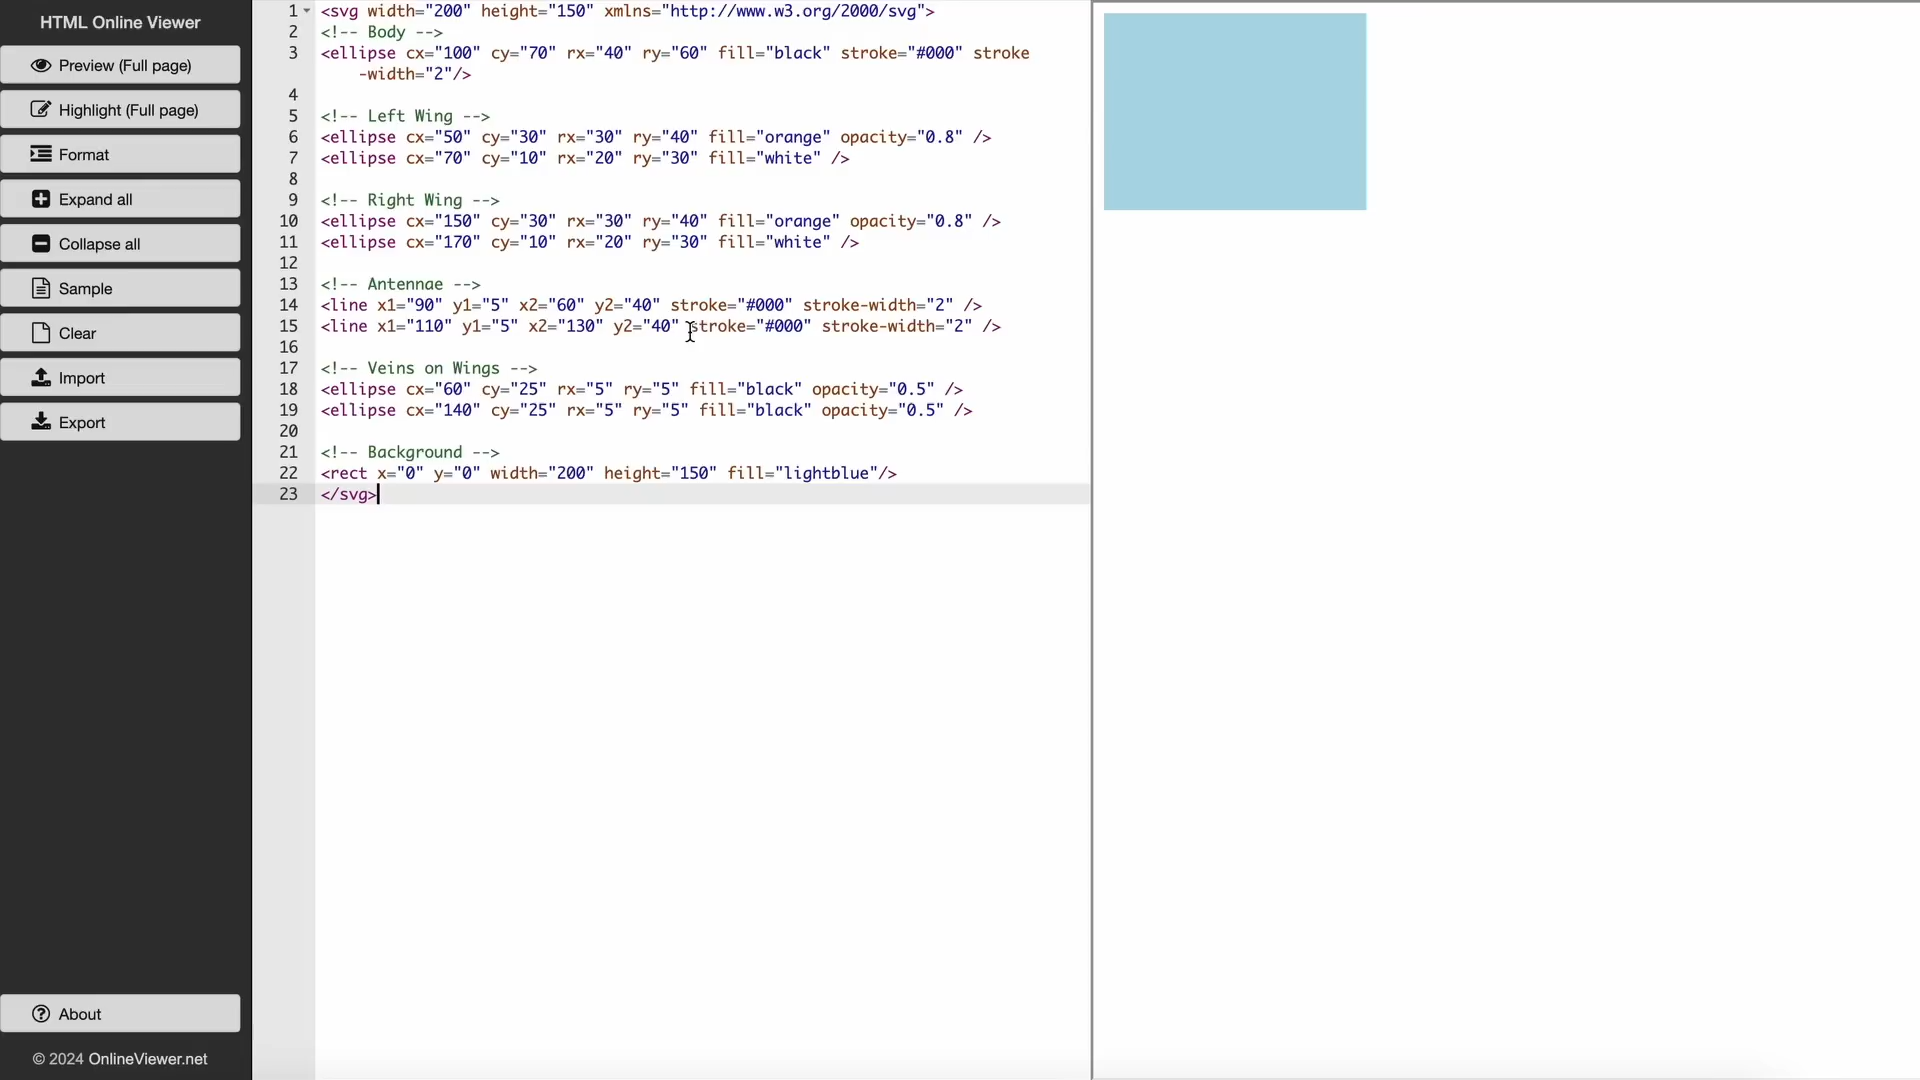 HTML Online Viewer
Preview (Full page)
Highlight (Full page)
Format
Expand all
Collapse all
Sample
Clear
Import
Export
About
© 2024 OnlineViewer.net
1 <svg width="200" height="150" xmlns="http://www.w3.org/2000/svg">
2 <!-- Body -->
3 <ellipse cx="100" cy="70" rx="40" ry="60" fill="black" stroke="#000" stroke
-width="2"/>
4
5 <!-- Left Wing -->
6 <ellipse cx="50" cy="30" rx="30" ry="40" fill="orange" opacity="0.8" />
7 <ellipse cx="70" cy="10" rx="20" ry="30" fill="white" />
8
9 <!-- Right Wing -->
10 <ellipse cx="150" cy="30" rx="30" ry="40" fill="orange" opacity="0.8" />
11 <ellipse cx="170" cy="10" rx="20" ry="30" fill="white" />
12
13 <!-- Antennae -->
14 <line x1="90" y1="5" x2="60" y2="40" stroke="#000" stroke-width="2" />
15 <line x1="110" y1="5" x2="130" y2="40" stroke="#000" stroke-width="2" />
16
17 <!-- Veins on Wings -->
18 <ellipse cx="60" cy="25" rx="5" ry="5" fill="black" opacity="0.5" />
19 <ellipse cx="140" cy="25" rx="5" ry="5" fill="black" opacity="0.5" />
20
21 <!-- Background -->
22 <rect x="0" y="0" width="200" height="150" fill="lightblue"/>
23 </svg>